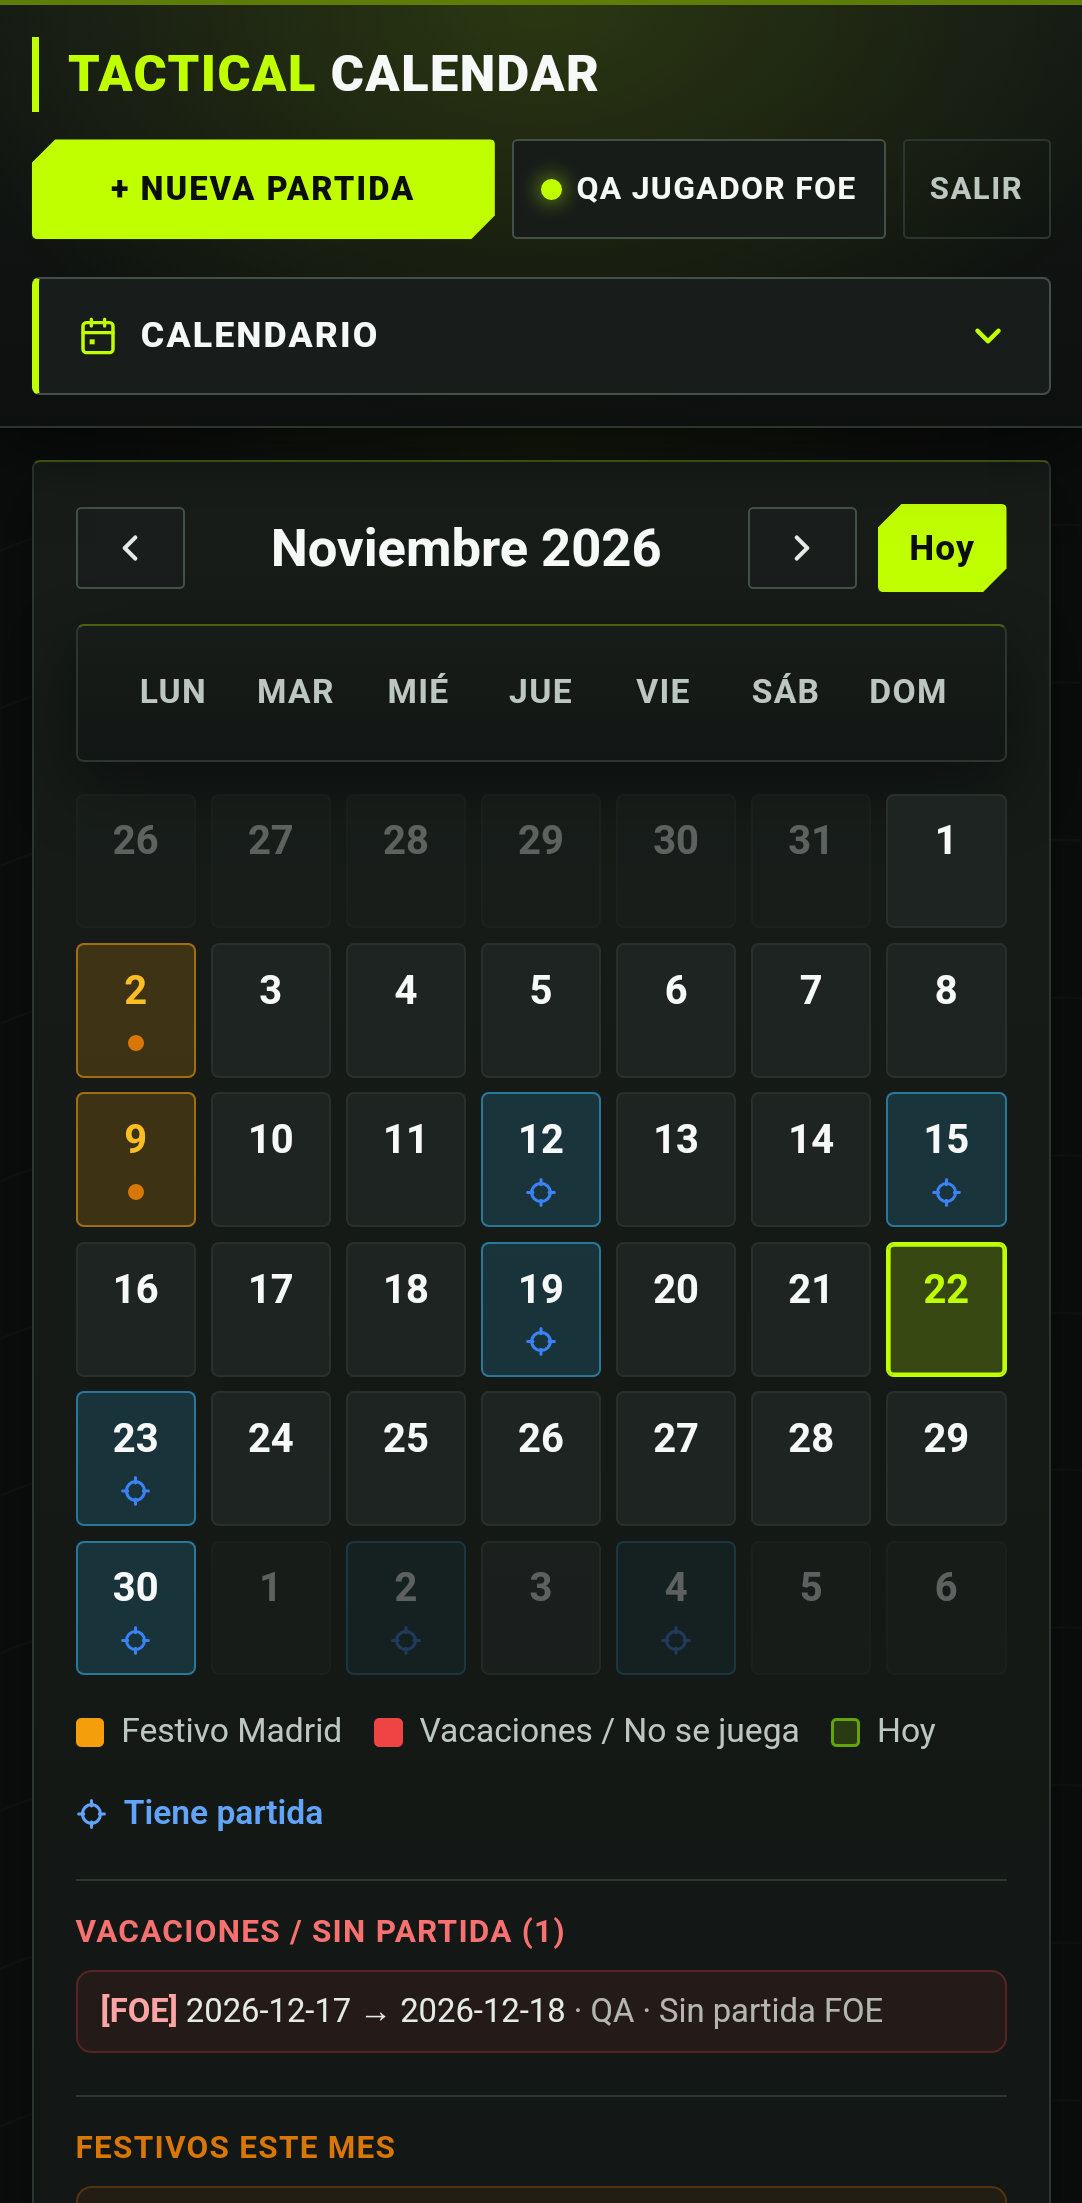 TACTICAL CALENDAR
+ NUEVA PARTIDA
QA JUGADOR FOE
SALIR
CALENDARIO
Noviembre 2026
Hoy
LUN MAR MIÉ JUE VIE SÁB DOM
26 27 28 29 30 31 1
2 3 4 5 6 7 8
9 10 11 12 13 14 15
16 17 18 19 20 21 22
23 24 25 26 27 28 29
30 1 2 3 4 5 6
Festivo Madrid
Vacaciones / No se juega
Hoy
Tiene partida
VACACIONES / SIN PARTIDA (1)
[FOE] 2026-12-17 → 2026-12-18 · QA · Sin partida FOE
FESTIVOS ESTE MES